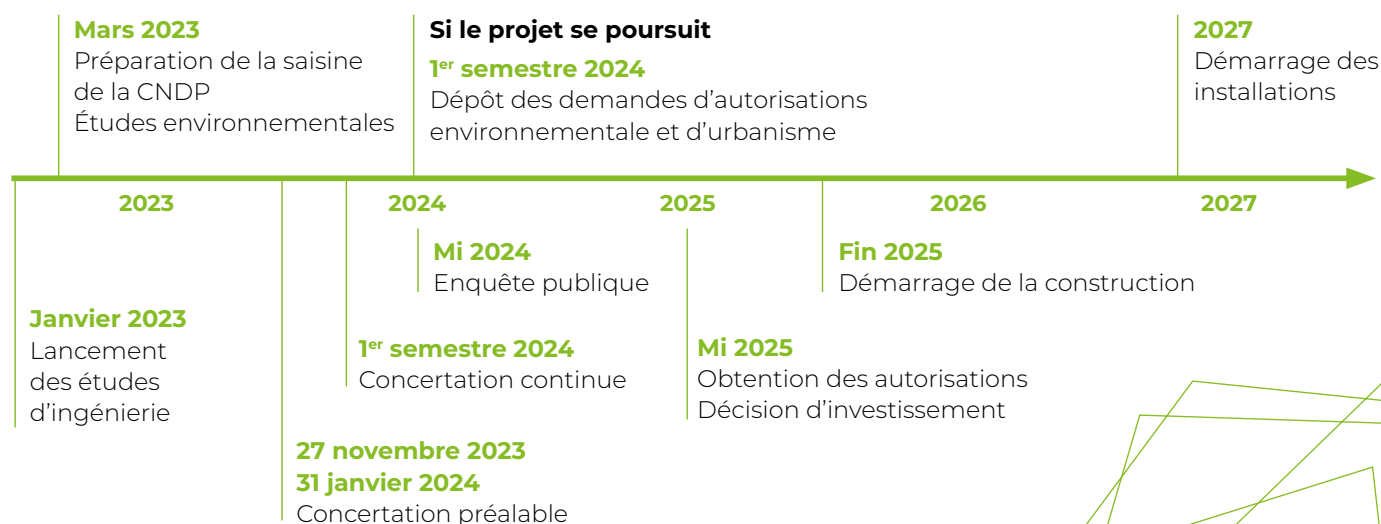 Mars 2023
Préparation de la saisine
de la CNDP
Études environnementales
Si le projet se poursuit
1er semestre 2024
Dépôt des demandes d'autorisations
environnementale et d'urbanisme
2027
Démarrage des
installations
2023
2024
2025
2026
2027
Janvier 2023
Lancement
des études
d'ingénierie
27 novembre 2023
31 janvier 2024
Concertation préalable
1er semestre 2024
Concertation continue
Mi 2024
Enquête publique
Mi 2025
Obtention des autorisations
Décision d'investissement
Fin 2025
Démarrage de la construction